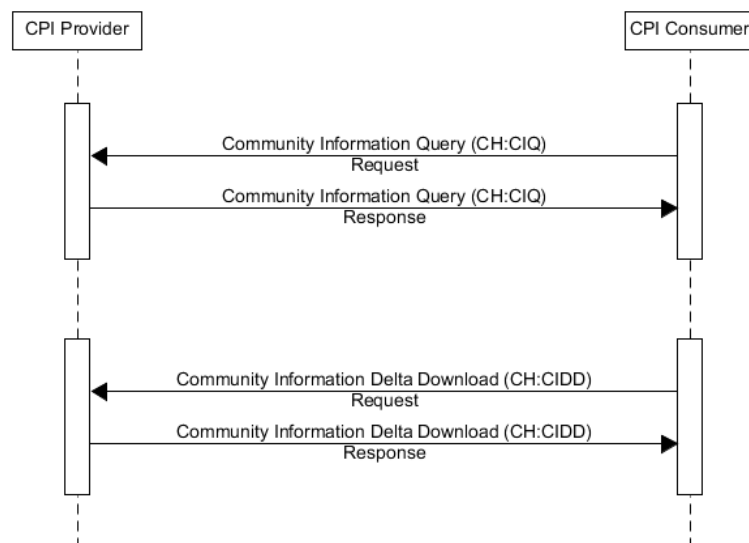 CPI Provider
CPI Consumer
Community Information Query (CH:CIQ)
Request
Community Information Query (CH:CIQ)
Response
Community Information Delta Download (CH:CIDD)
Request
Community Information Delta Download (CH:CIDD)
Response